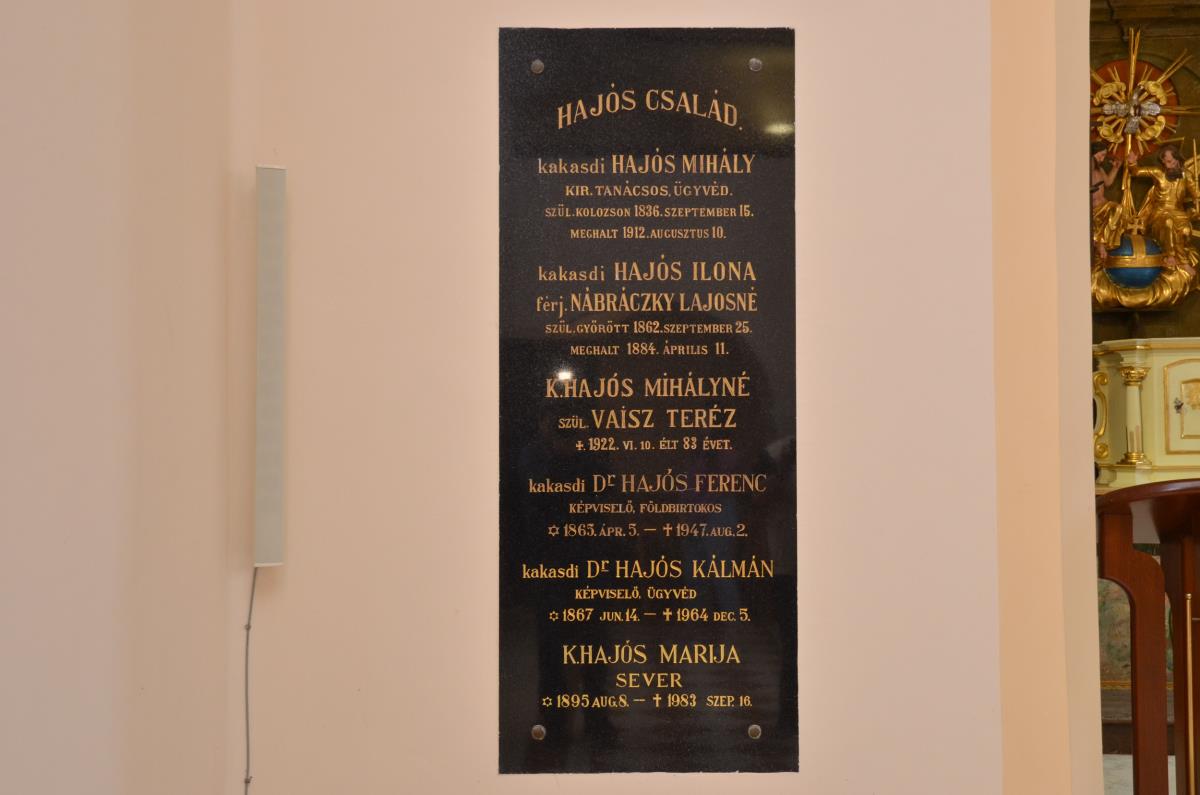 HAJÓS CSALÁD.
kakasdi HAJÓS MIHÁLY
KIR. TANÁCSOS, ÜGYVÉD.
SZÜL. KOLOZSON 1836. SZEPTEMBER 15.
MEGHALT 1912. AUGUSZTUS 10.
kakasdi HAJÓS ILONA
férj. NÁBRÁCZKY LAJOSNÉ
SZÜL. GYŐRÖTT 1862. SZEPTEMBER 25.
MEGHALT 1884. ÁPRILIS 11.
K. HAJÓS MIHÁLYNÉ
SZÜL. VAISZ TERÉZ
+. 1922. VI. 10. ÉLT 83 ÉVET.
kakasdi Dr HAJÓS FERENC
KÉPVISELŐ, FÖLDBIRTOKOS
✡ 1863. ÁPR. 3. — ✝ 1947. AUG. 2.
kakasdi Dr HAJÓS KÁLMÁN
KÉPVISELŐ, ÜGYVÉD
✡ 1867 JUN. 14. — ✝ 1964 DEC. 5.
K. HAJÓS MARIJA
SEVER
✡ 1895 AUG. 8. — ✝ 1983 SZEP. 16.